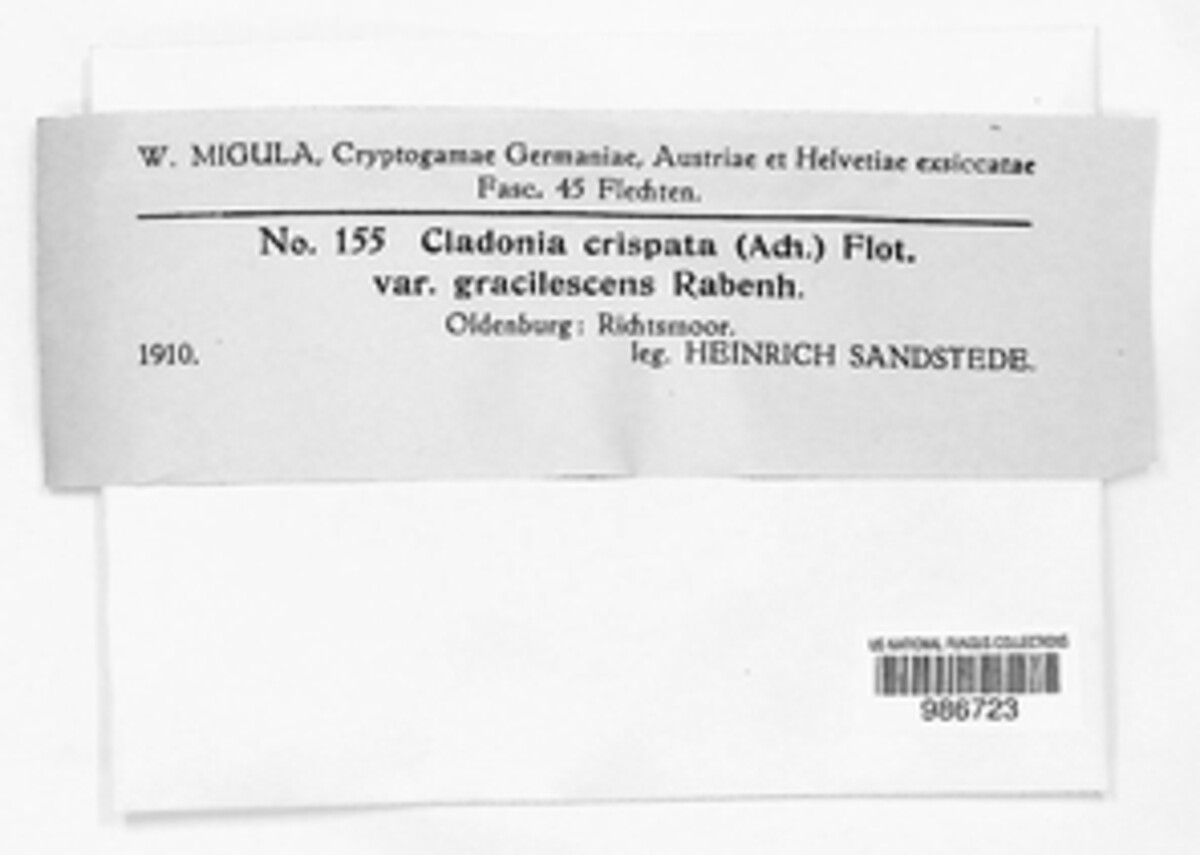 W. MIGULA, Cryptogamae Germaniae, Austriae et Helvetiae exsiccatae
Fasc. 45 Flechten.
No. 155 Cladonia crispata (Ach.) Flot.
var. gracilescens Rabenh.
Oldenburg: Richtsmoor.
1910. leg. HEINRICH SANDSTEDE.
US NATIONAL FUNGUS COLLECTIONS
986723